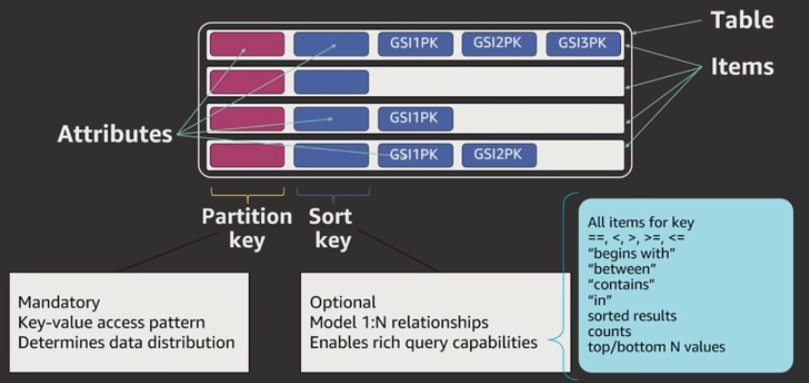 Table
GSI1PK GSI2PK GSI3PK
Items
GSI1PK
Attributes
GSI1PK GSI2PK
Partition key
Sort key
Mandatory
Key-value access pattern
Determines data distribution
Optional
Model 1:N relationships
Enables rich query capabilities
All items for key
==, <, >, >=, <=
“begins with”
“between”
“contains”
“in”
sorted results
counts
top/bottom N values